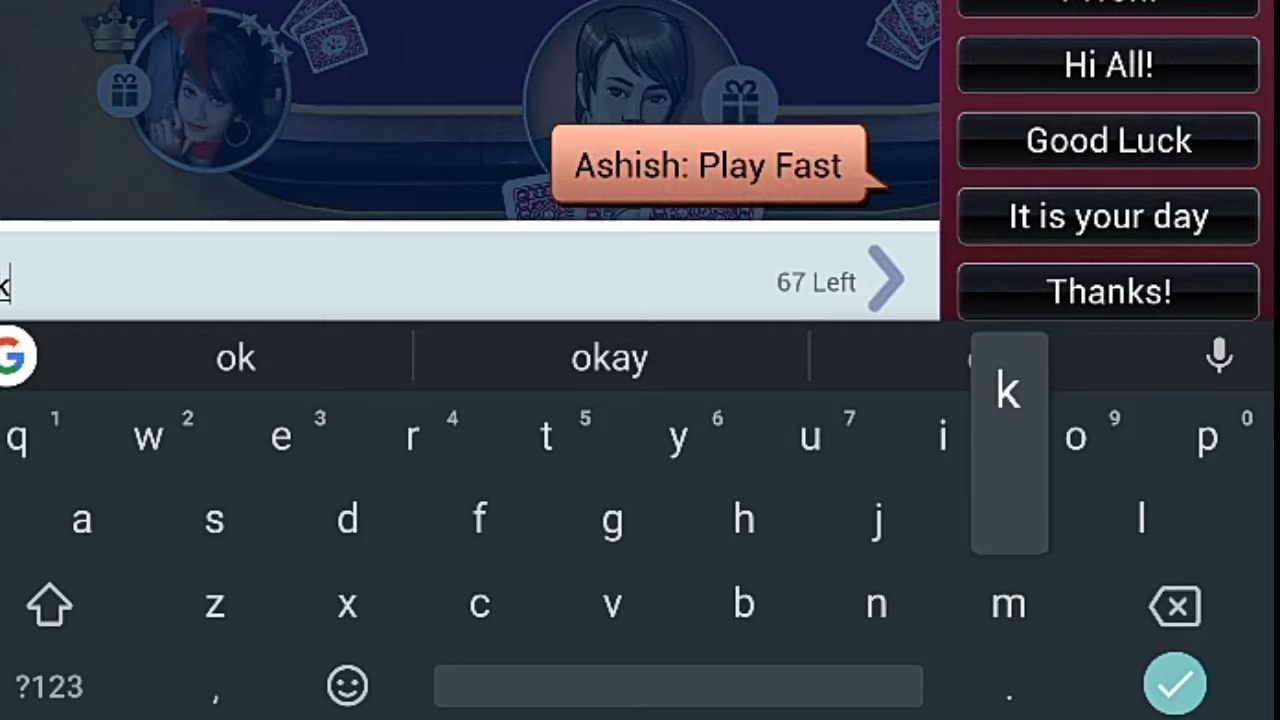 Hi All!
Good Luck
Ashish: Play Fast
It is your day
k
67 Left
Thanks!
ok
okay
k
q 1 w 2 e 3 r 4 t 5 y 6 u 7 i o 9 p 0
a s d f g h j l
z x c v b n m
?123 , .